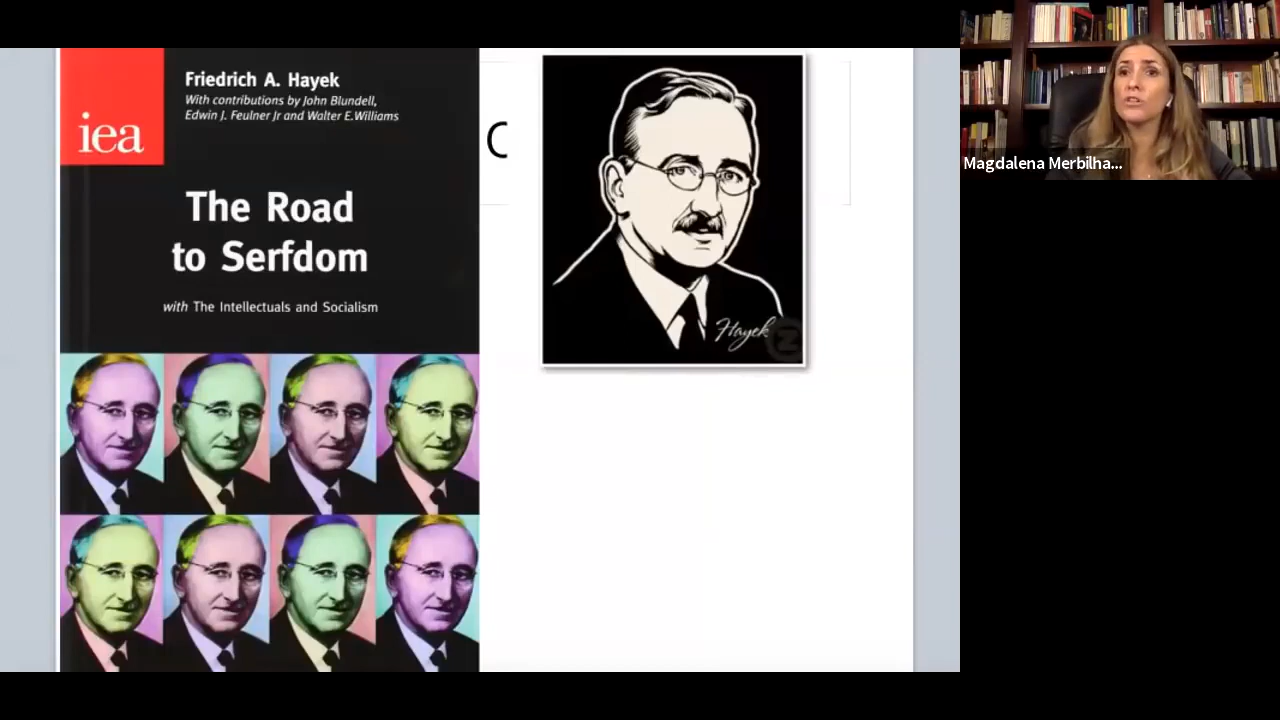 Friedrich A. Hayek
With contributions by John Blundell,
Edwin J. Feulner Jr and Walter E.Williams
iea
The Road
to Serfdom
with The Intellectuals and Socialism
C
Hayek
Z
Magdalena Merbilha...